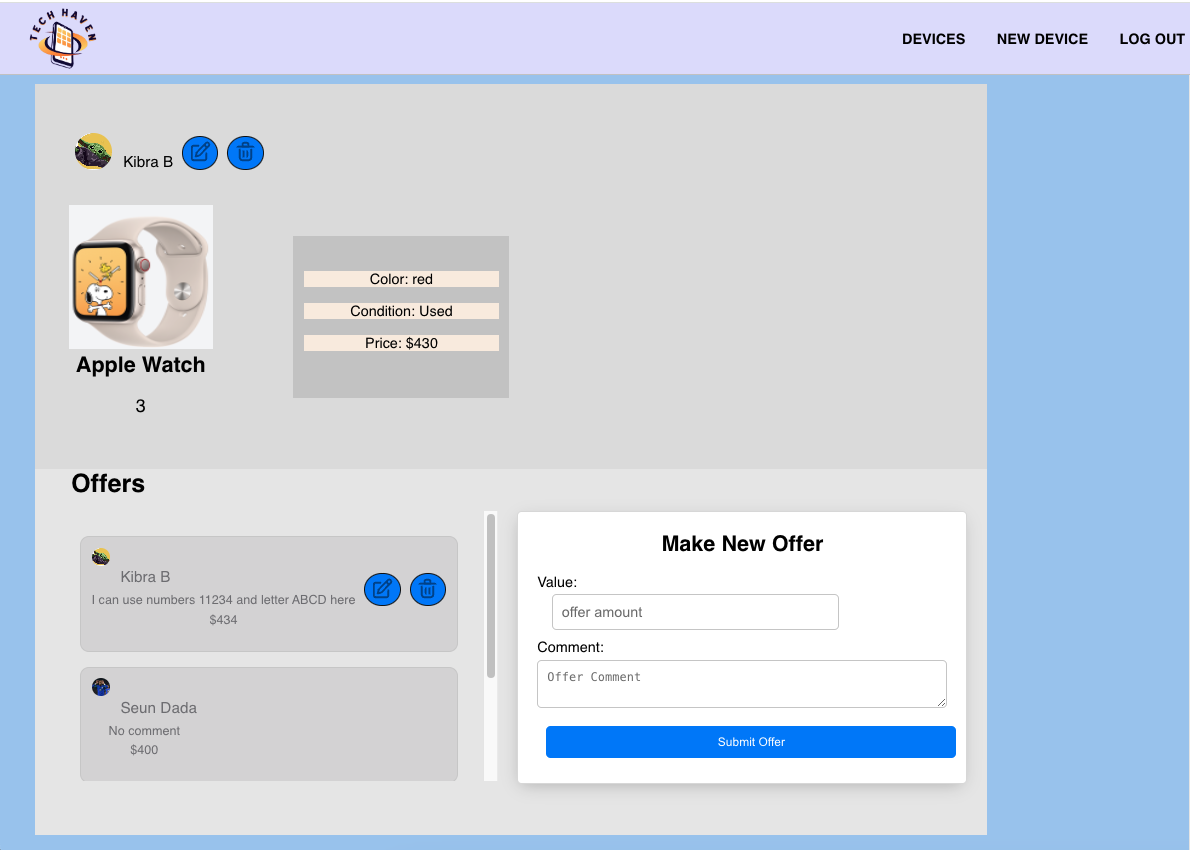 TECH HAVEN
DEVICES NEW DEVICE LOG OUT
Kibra B
Color: red
Condition: Used
Price: $430
Apple Watch
3
Offers
Kibra B
I can use numbers 11234 and letter ABCD here
$434
Seun Dada
No comment
$400
Make New Offer
Value:
offer amount
Comment:
Offer Comment
Submit Offer